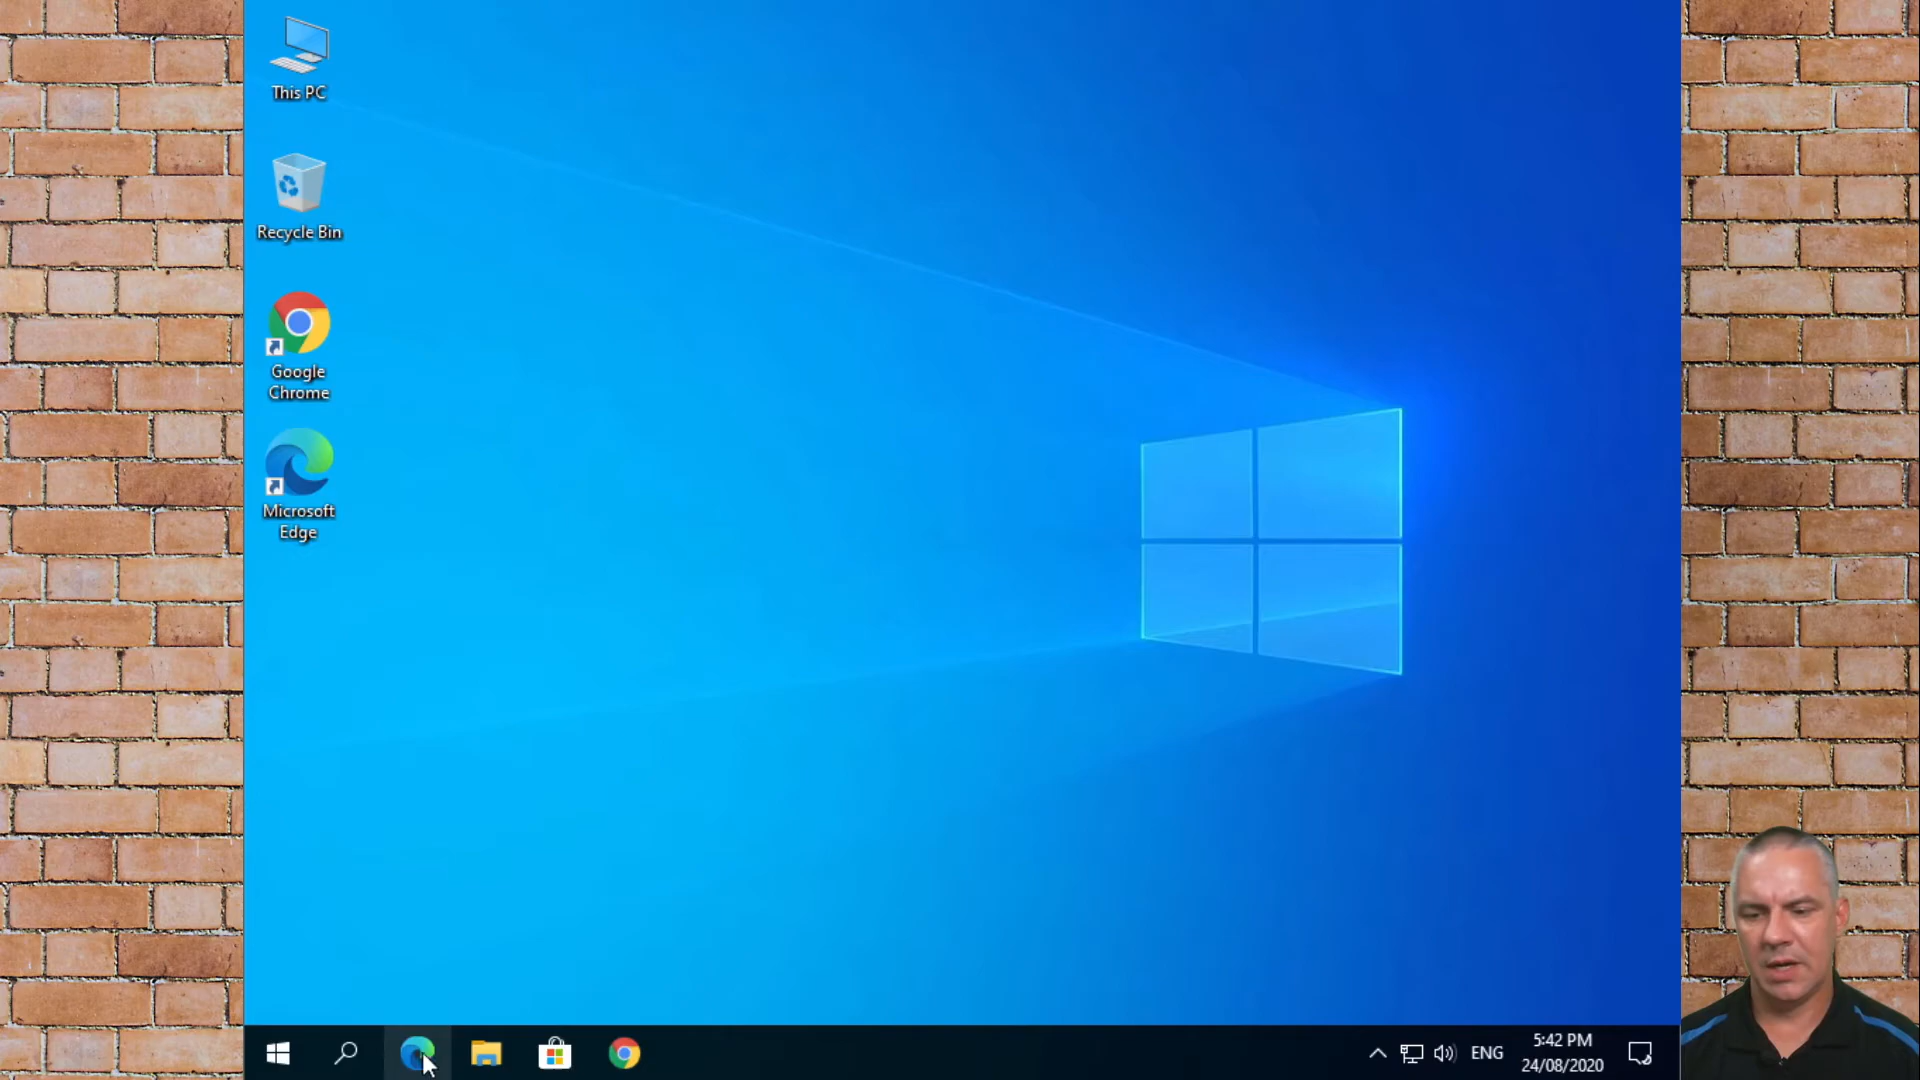 This PC
Recycle Bin
Google
Chrome
Microsoft
Edge
ENG
5:42 PM
24/08/2020